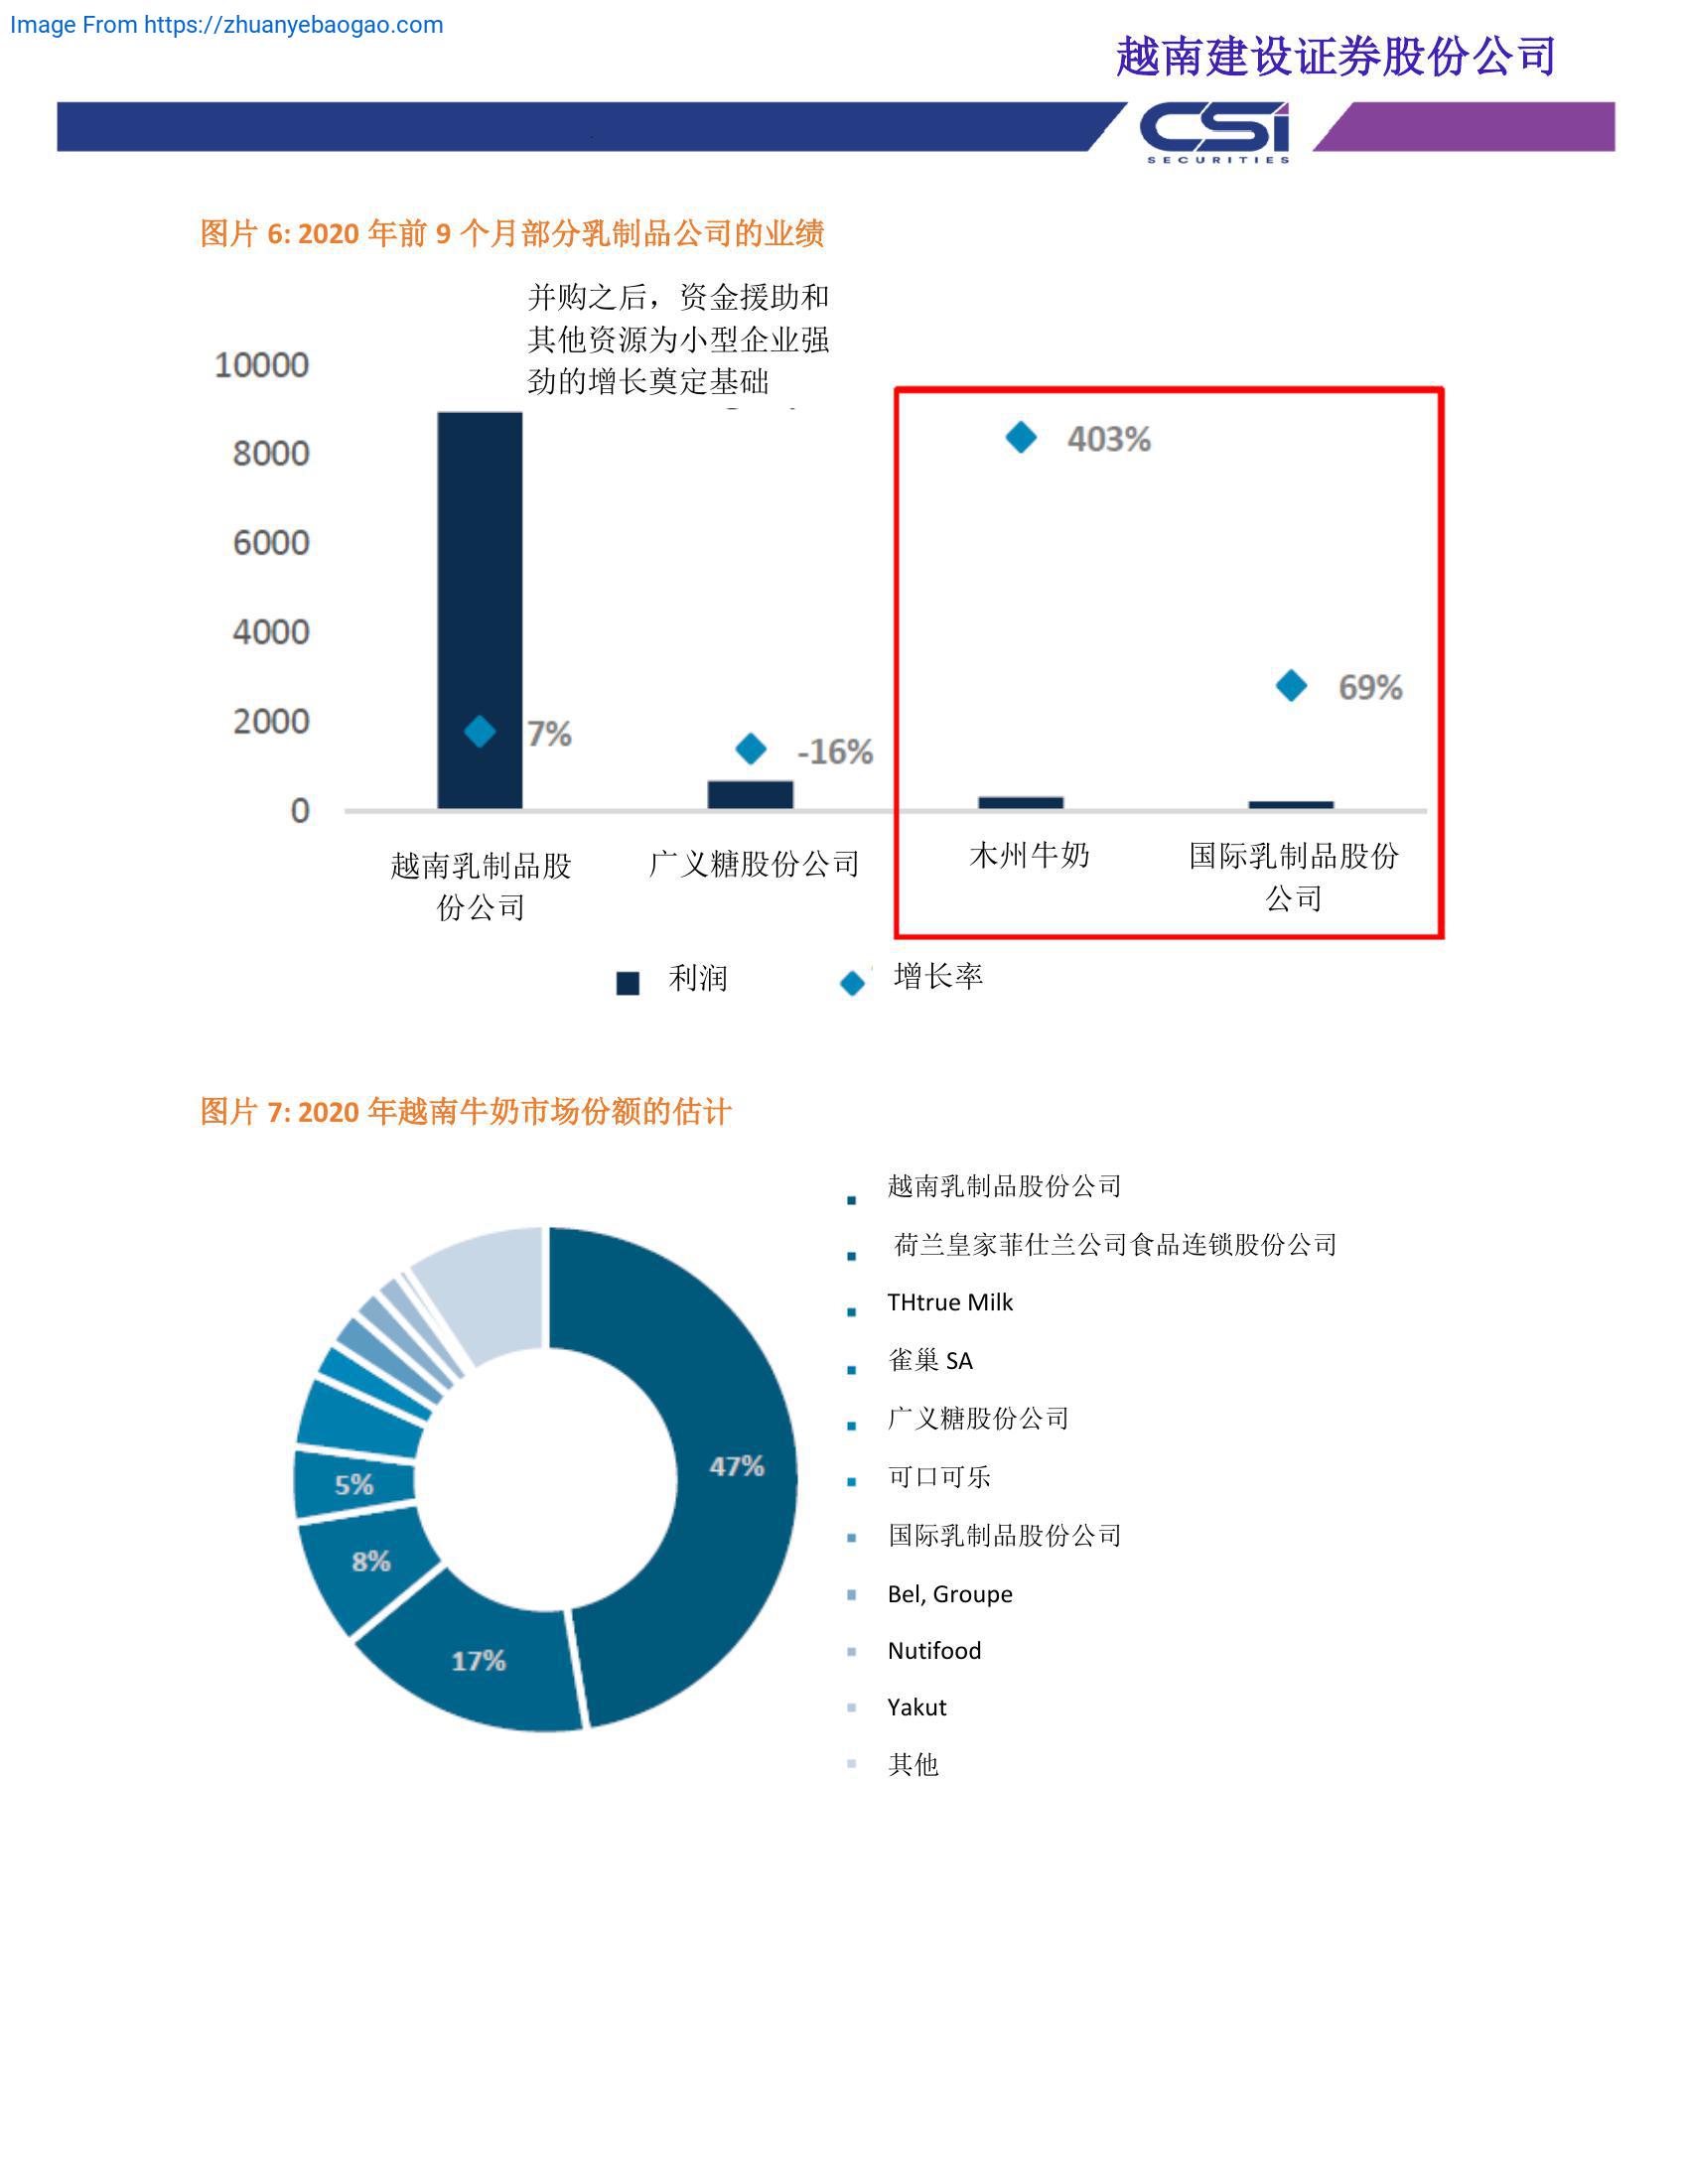 Image From https://zhuanyebaogao.com
越南建设证券股份公司
CSi
SECURITIES
图片 6: 2020 年前 9 个月部分乳制品公司的业绩
并购之后，资金援助和
其他资源为小型企业强
劲的增长奠定基础
10000
8000
6000
4000
2000
0
403%
69%
7%
-16%
越南乳制品股
份公司
广义糖股份公司
木州牛奶
国际乳制品股份
公司
利润
增长率
图片 7: 2020 年越南牛奶市场份额的估计
47%
17%
8%
5%
越南乳制品股份公司
荷兰皇家菲仕兰公司食品连锁股份公司
THtrue Milk
雀巢 SA
广义糖股份公司
可口可乐
国际乳制品股份公司
Bel, Groupe
Nutifood
Yakut
其他